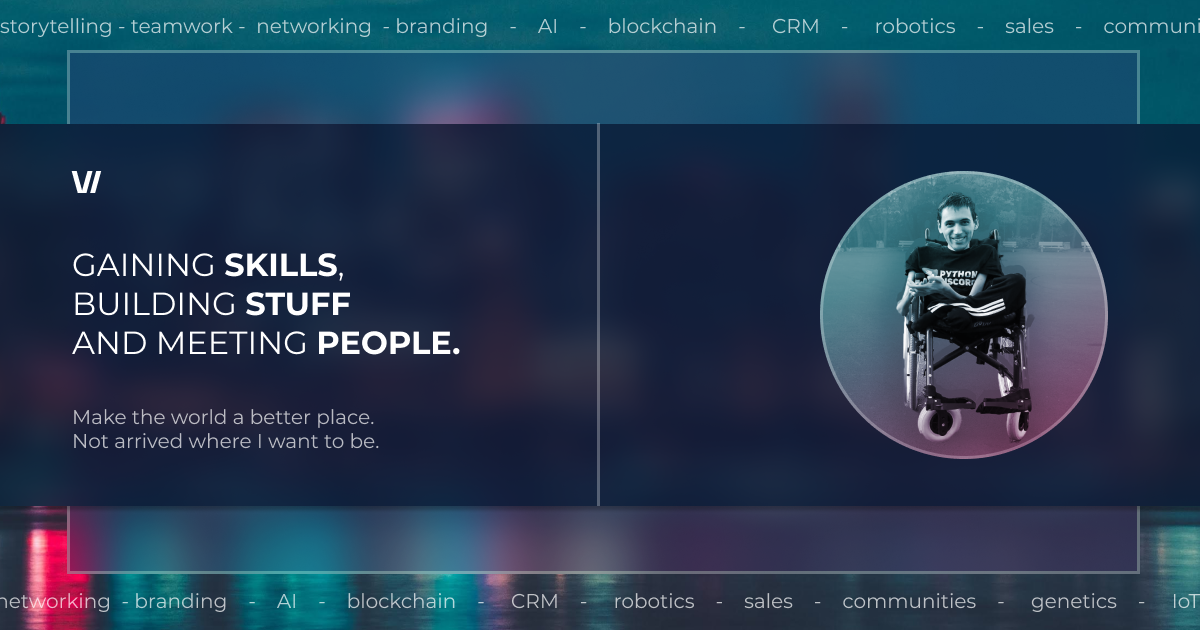 storytelling - teamwork - networking - branding - AI - blockchain - CRM - robotics - sales - communi
VV
GAINING SKILLS,
BUILDING STUFF
AND MEETING PEOPLE.
Make the world a better place.
Not arrived where I want to be.
PYTHON
DISCORD
networking - branding - AI - blockchain - CRM - robotics - sales - communities - genetics - IoT